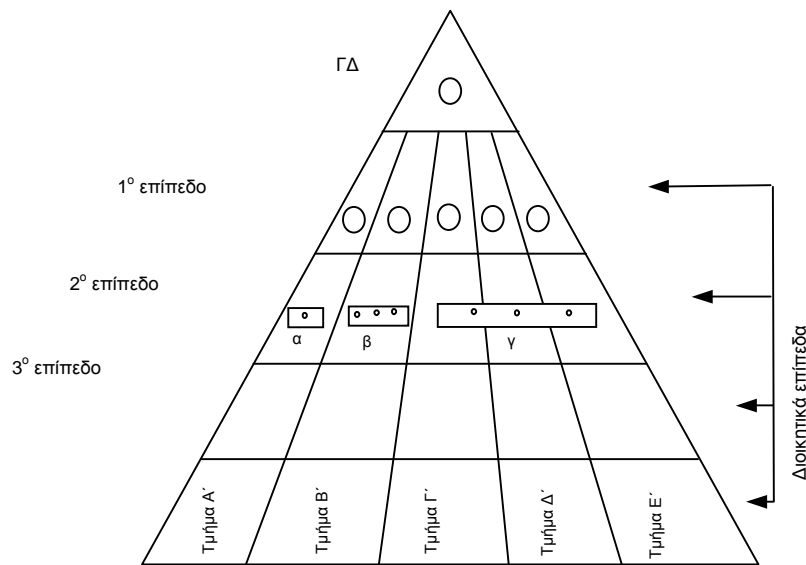 ΓΔ
1ο επίπεδο
2ο επίπεδο
α
β
γ
3ο επίπεδο
Διοικητικά επίπεδα
Τμήμα Α΄
Τμήμα Β΄
Τμήμα Γ΄
Τμήμα Δ΄
Τμήμα Ε΄